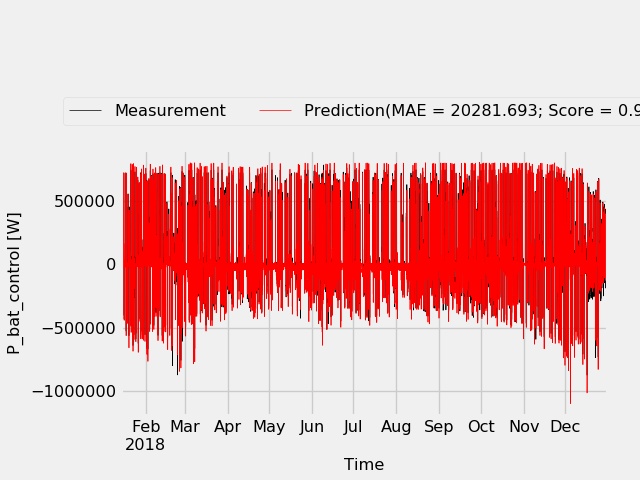 Measurement
Prediction(MAE = 20281.693; Score = 0.9
P_bat_control [W]
500000
0
−500000
−1000000
Feb Mar Apr May Jun Jul Aug Sep Oct Nov Dec
2018
Time